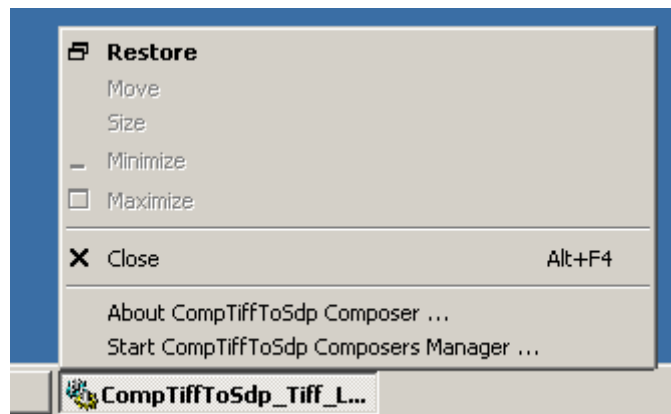 Restore
Move
Size
Minimize
Maximize
Close Alt+F4
About CompTiffToSdp Composer ...
Start CompTiffToSdp Composers Manager ...
CompTiffToSdp_Tiff_L...